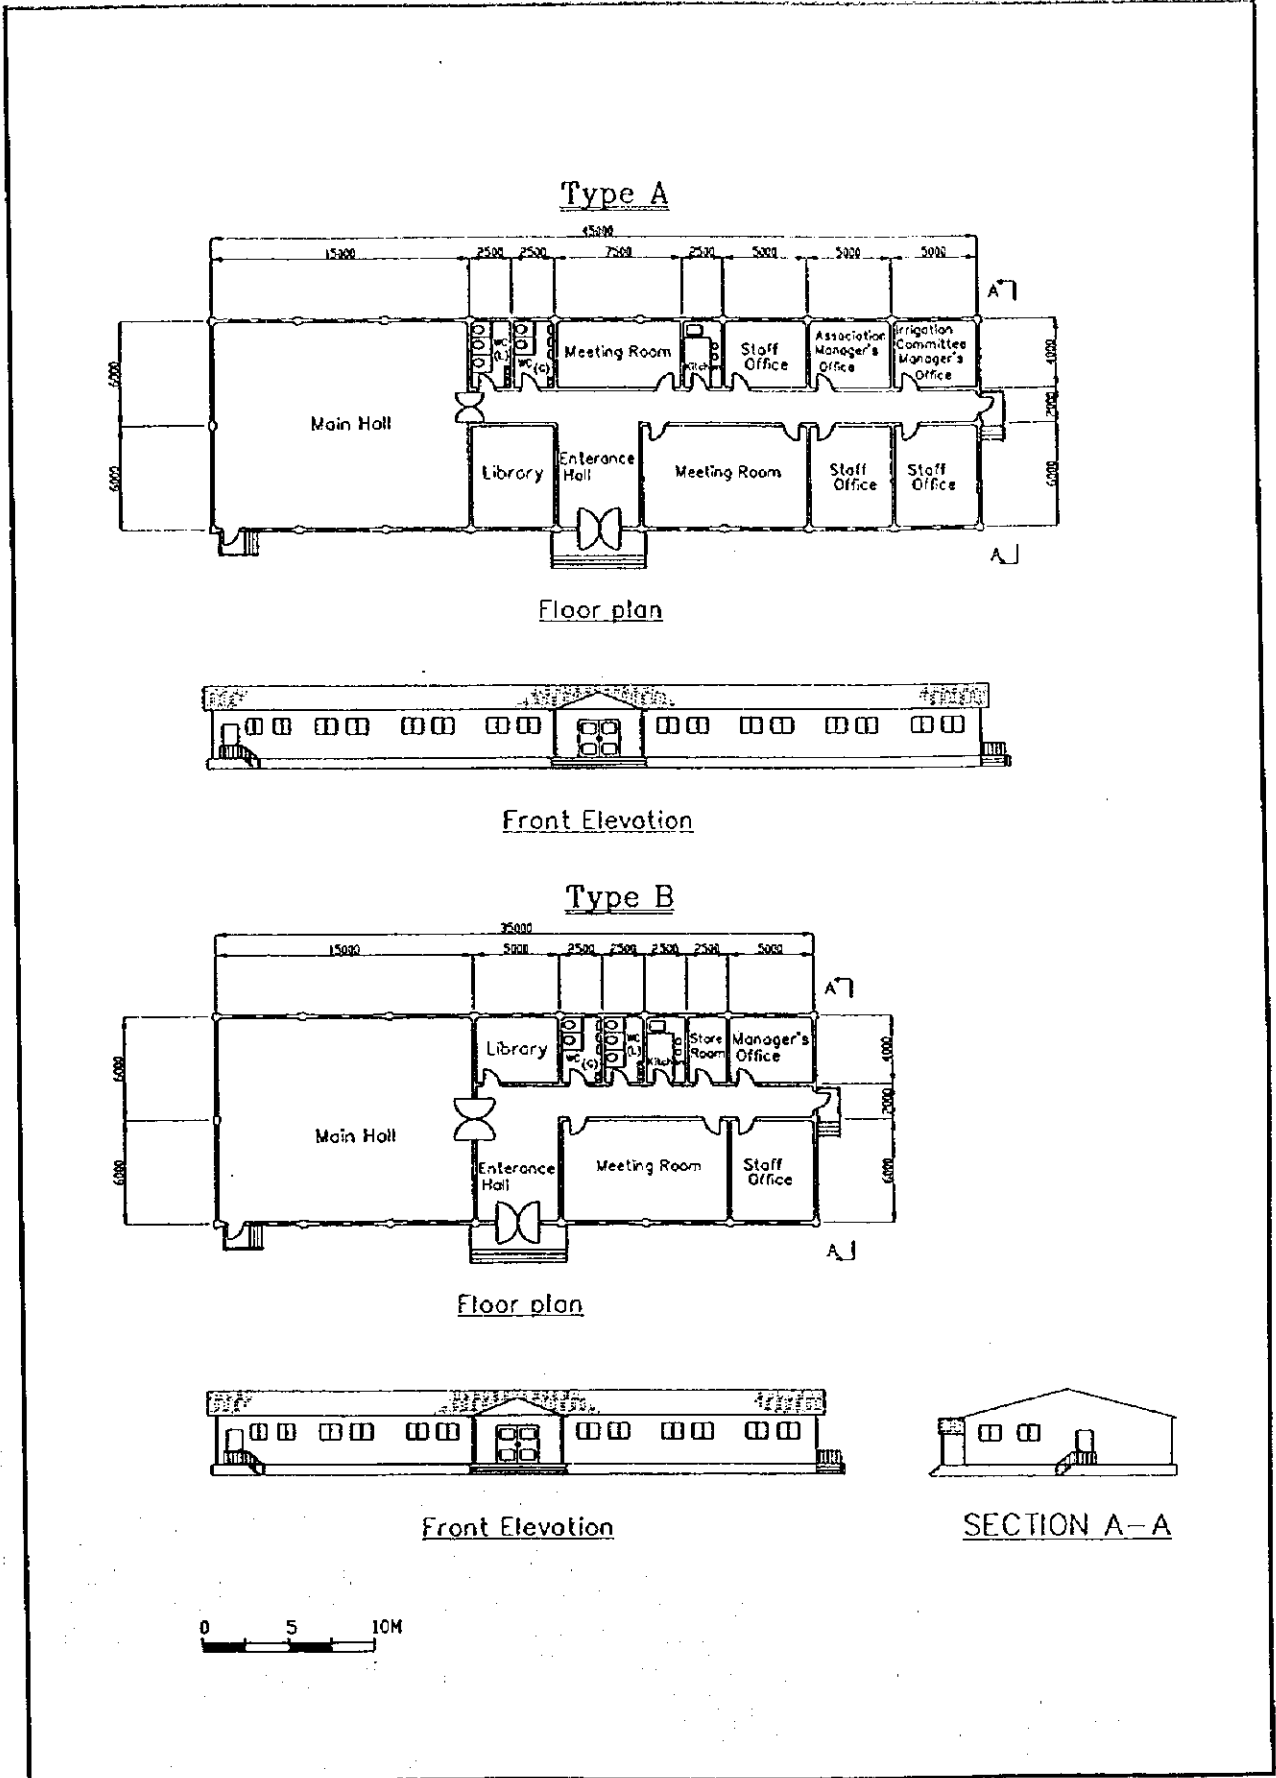 Type A
45000
15000 2500 2500 7500 2500 5000 5000 5000
A
6000
6000
4000
2000
6000
Main Hall
WC
(L)
WC (G)
Meeting Room
Kitchen
Staff
Office
Association
Manager's
Office
Irrigation
Committee
Manager's
Office
Library
Enterance
Hall
Meeting Room
Staff
Office
Staff
Office
A
Floor plan
Front Elevation
Type B
35000
15000 5000 2500 2500 2500 2500 5000
A
6000
6000
4000
2000
6000
Main Hall
Library
WC (G)
WC
(L)
Kitchen
Store
Room
Manager's
Office
Enterance
Hall
Meeting Room
Staff
Office
A
Floor plan
Front Elevation
SECTION A-A
0 5 10M